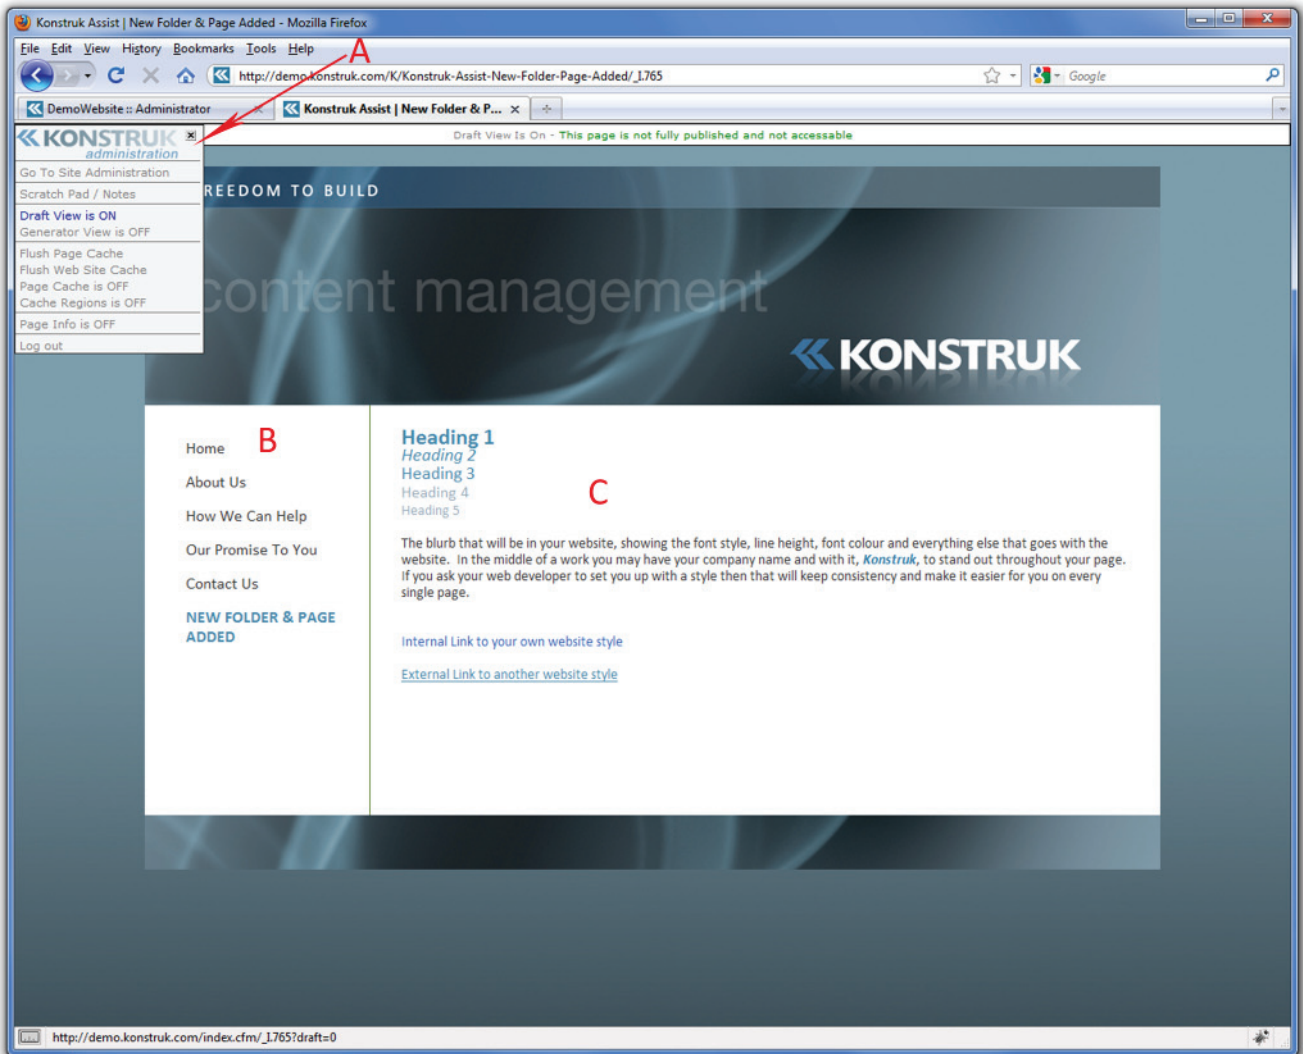 Konstruk Assist | New Folder & Page Added - Mozilla Firefox
File Edit View History Bookmarks Tools Help
A
http://demo.konstruk.com/K/Konstruk-Assist-New-Folder-Page-Added/_I.765
Google
DemoWebsite :: Administrator
Konstruk Assist | New Folder & P...
KONSTRUK
administration
Draft View Is On - This page is not fully published and not accessable
Go To Site Administration
Scratch Pad / Notes
Draft View is ON
Generator View is OFF
Flush Page Cache
Flush Web Site Cache
Page Cache is OFF
Cache Regions is OFF
Page Info is OFF
Log out
REEDOM TO BUILD
content management
KONSTRUK
Home
B
About Us
How We Can Help
Our Promise To You
Contact Us
NEW FOLDER & PAGE
ADDED
Heading 1
Heading 2
Heading 3
Heading 4
Heading 5
C
The blurb that will be in your website, showing the font style, line height, font colour and everything else that goes with the
website. In the middle of a work you may have your company name and with it, Konstruk, to stand out throughout your page.
If you ask your web developer to set you up with a style then that will keep consistency and make it easier for you on every
single page.
Internal Link to your own website style
External Link to another website style
http://demo.konstruk.com/index.cfm/_I.765?draft=0